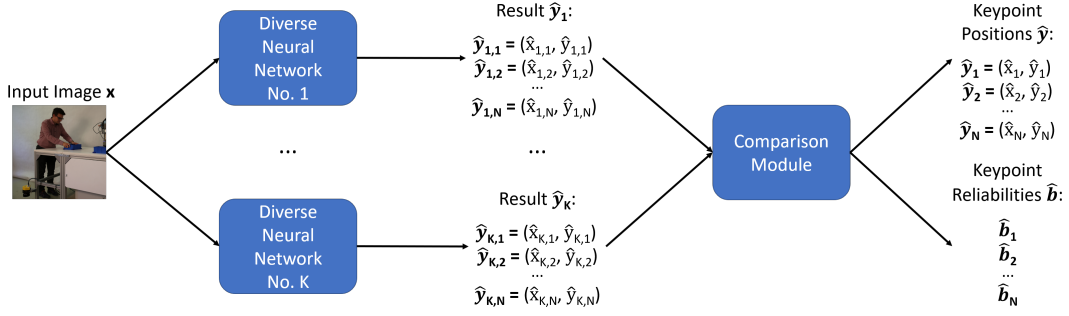 Input Image x
Diverse
Neural
Network
No. 1
...
Diverse
Neural
Network
No. K
Result ŷ₁:
ŷ₁,₁ = (x̂₁,₁, ŷ₁,₁)
ŷ₁,₂ = (x̂₁,₂, ŷ₁,₂)
...
ŷ₁,N = (x̂₁,N, ŷ₁,N)
...
Result ŷK:
ŷK,₁ = (x̂K,₁, ŷK,₁)
ŷK,₂ = (x̂K,₂, ŷK,₂)
...
ŷK,N = (x̂K,N, ŷK,N)
Comparison
Module
Keypoint
Positions ŷ:
ŷ₁ = (x̂₁, ŷ₁)
ŷ₂ = (x̂₂, ŷ₂)
...
ŷN = (x̂N, ŷN)
Keypoint
Reliabilities b̂:
b̂₁
b̂₂
...
b̂N